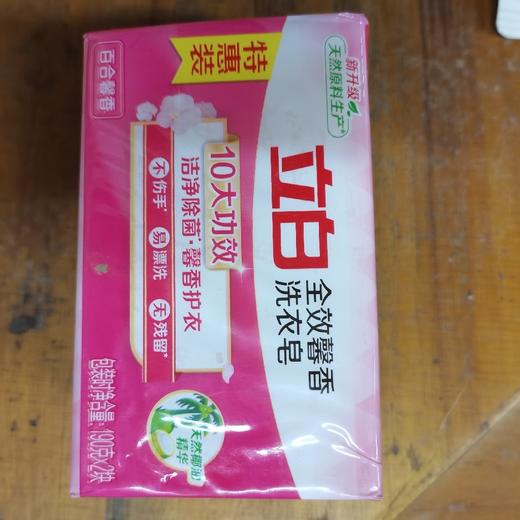 新升级
天然原料生产*
特惠装
百合馨香
立白
全效馨香
洗衣皂
10大功效
洁净除菌*馨香护衣
不伤手* 易漂洗 无残留*
天然椰油
精华
包装时净含量: 190克×2块